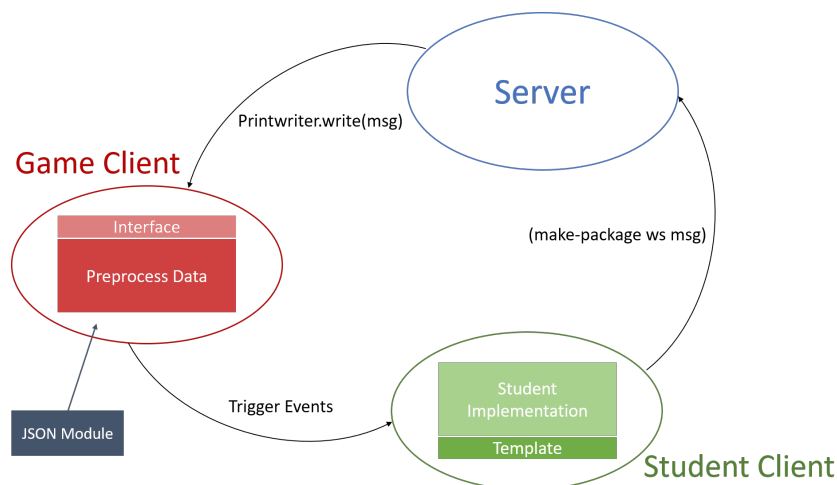 Server
Printwriter.write(msg)
Game Client
Interface
Preprocess Data
(make-package ws msg)
JSON Module
Trigger Events
Student
Implementation
Template
Student Client